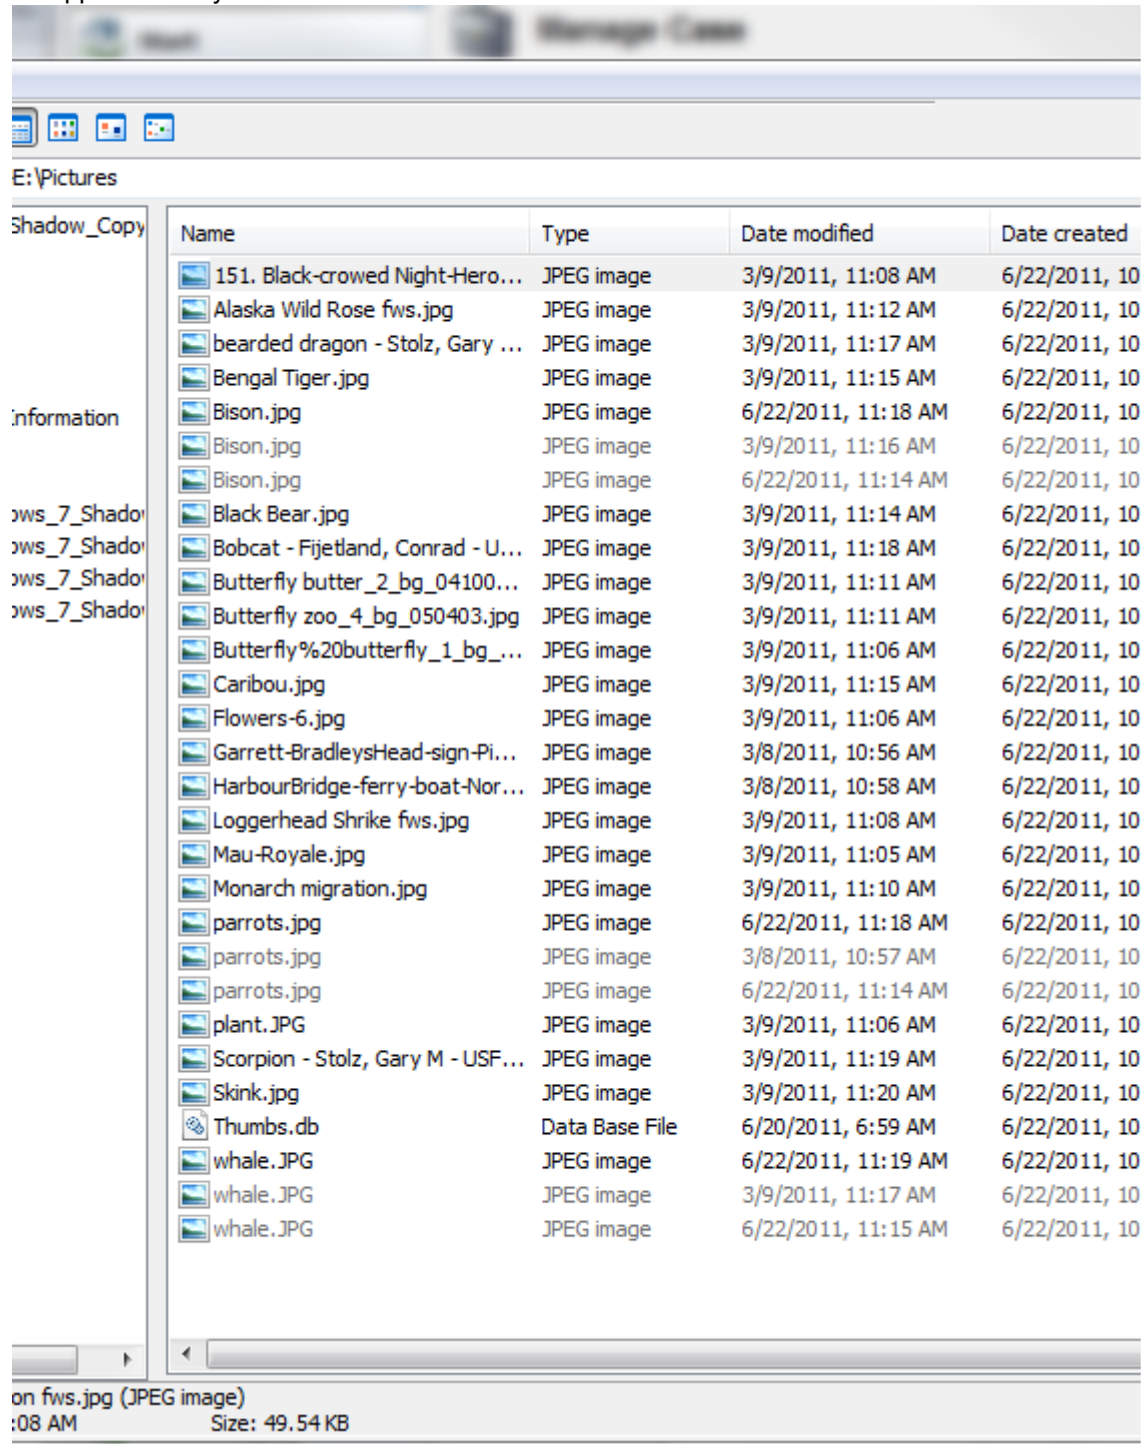 Start Manage Case
E:\Pictures
Shadow_Copy
Information
ows_7_Shado
ows_7_Shado
ows_7_Shado
ows_7_Shado
Name Type Date modified Date created
151. Black-crowed Night-Hero... JPEG image 3/9/2011, 11:08 AM 6/22/2011, 10
Alaska Wild Rose fws.jpg JPEG image 3/9/2011, 11:12 AM 6/22/2011, 10
bearded dragon - Stolz, Gary ... JPEG image 3/9/2011, 11:17 AM 6/22/2011, 10
Bengal Tiger.jpg JPEG image 3/9/2011, 11:15 AM 6/22/2011, 10
Bison.jpg JPEG image 6/22/2011, 11:18 AM 6/22/2011, 10
Bison.jpg JPEG image 3/9/2011, 11:16 AM 6/22/2011, 10
Bison.jpg JPEG image 6/22/2011, 11:14 AM 6/22/2011, 10
Black Bear.jpg JPEG image 3/9/2011, 11:14 AM 6/22/2011, 10
Bobcat - Fijetland, Conrad - U... JPEG image 3/9/2011, 11:18 AM 6/22/2011, 10
Butterfly butter_2_bg_04100... JPEG image 3/9/2011, 11:11 AM 6/22/2011, 10
Butterfly zoo_4_bg_050403.jpg JPEG image 3/9/2011, 11:11 AM 6/22/2011, 10
Butterfly%20butterfly_1_bg_... JPEG image 3/9/2011, 11:06 AM 6/22/2011, 10
Caribou.jpg JPEG image 3/9/2011, 11:15 AM 6/22/2011, 10
Flowers-6.jpg JPEG image 3/9/2011, 11:06 AM 6/22/2011, 10
Garrett-BradleysHead-sign-Pi... JPEG image 3/8/2011, 10:56 AM 6/22/2011, 10
HarbourBridge-ferry-boat-Nor... JPEG image 3/8/2011, 10:58 AM 6/22/2011, 10
Loggerhead Shrike fws.jpg JPEG image 3/9/2011, 11:08 AM 6/22/2011, 10
Mau-Royale.jpg JPEG image 3/9/2011, 11:05 AM 6/22/2011, 10
Monarch migration.jpg JPEG image 3/9/2011, 11:10 AM 6/22/2011, 10
parrots.jpg JPEG image 6/22/2011, 11:18 AM 6/22/2011, 10
parrots.jpg JPEG image 3/8/2011, 10:57 AM 6/22/2011, 10
parrots.jpg JPEG image 6/22/2011, 11:14 AM 6/22/2011, 10
plant.JPG JPEG image 3/9/2011, 11:06 AM 6/22/2011, 10
Scorpion - Stolz, Gary M - USF... JPEG image 3/9/2011, 11:19 AM 6/22/2011, 10
Skink.jpg JPEG image 3/9/2011, 11:20 AM 6/22/2011, 10
Thumbs.db Data Base File 6/20/2011, 6:59 AM 6/22/2011, 10
whale.JPG JPEG image 6/22/2011, 11:19 AM 6/22/2011, 10
whale.JPG JPEG image 3/9/2011, 11:17 AM 6/22/2011, 10
whale.JPG JPEG image 6/22/2011, 11:15 AM 6/22/2011, 10
on fws.jpg (JPEG image)
:08 AM Size: 49.54 KB